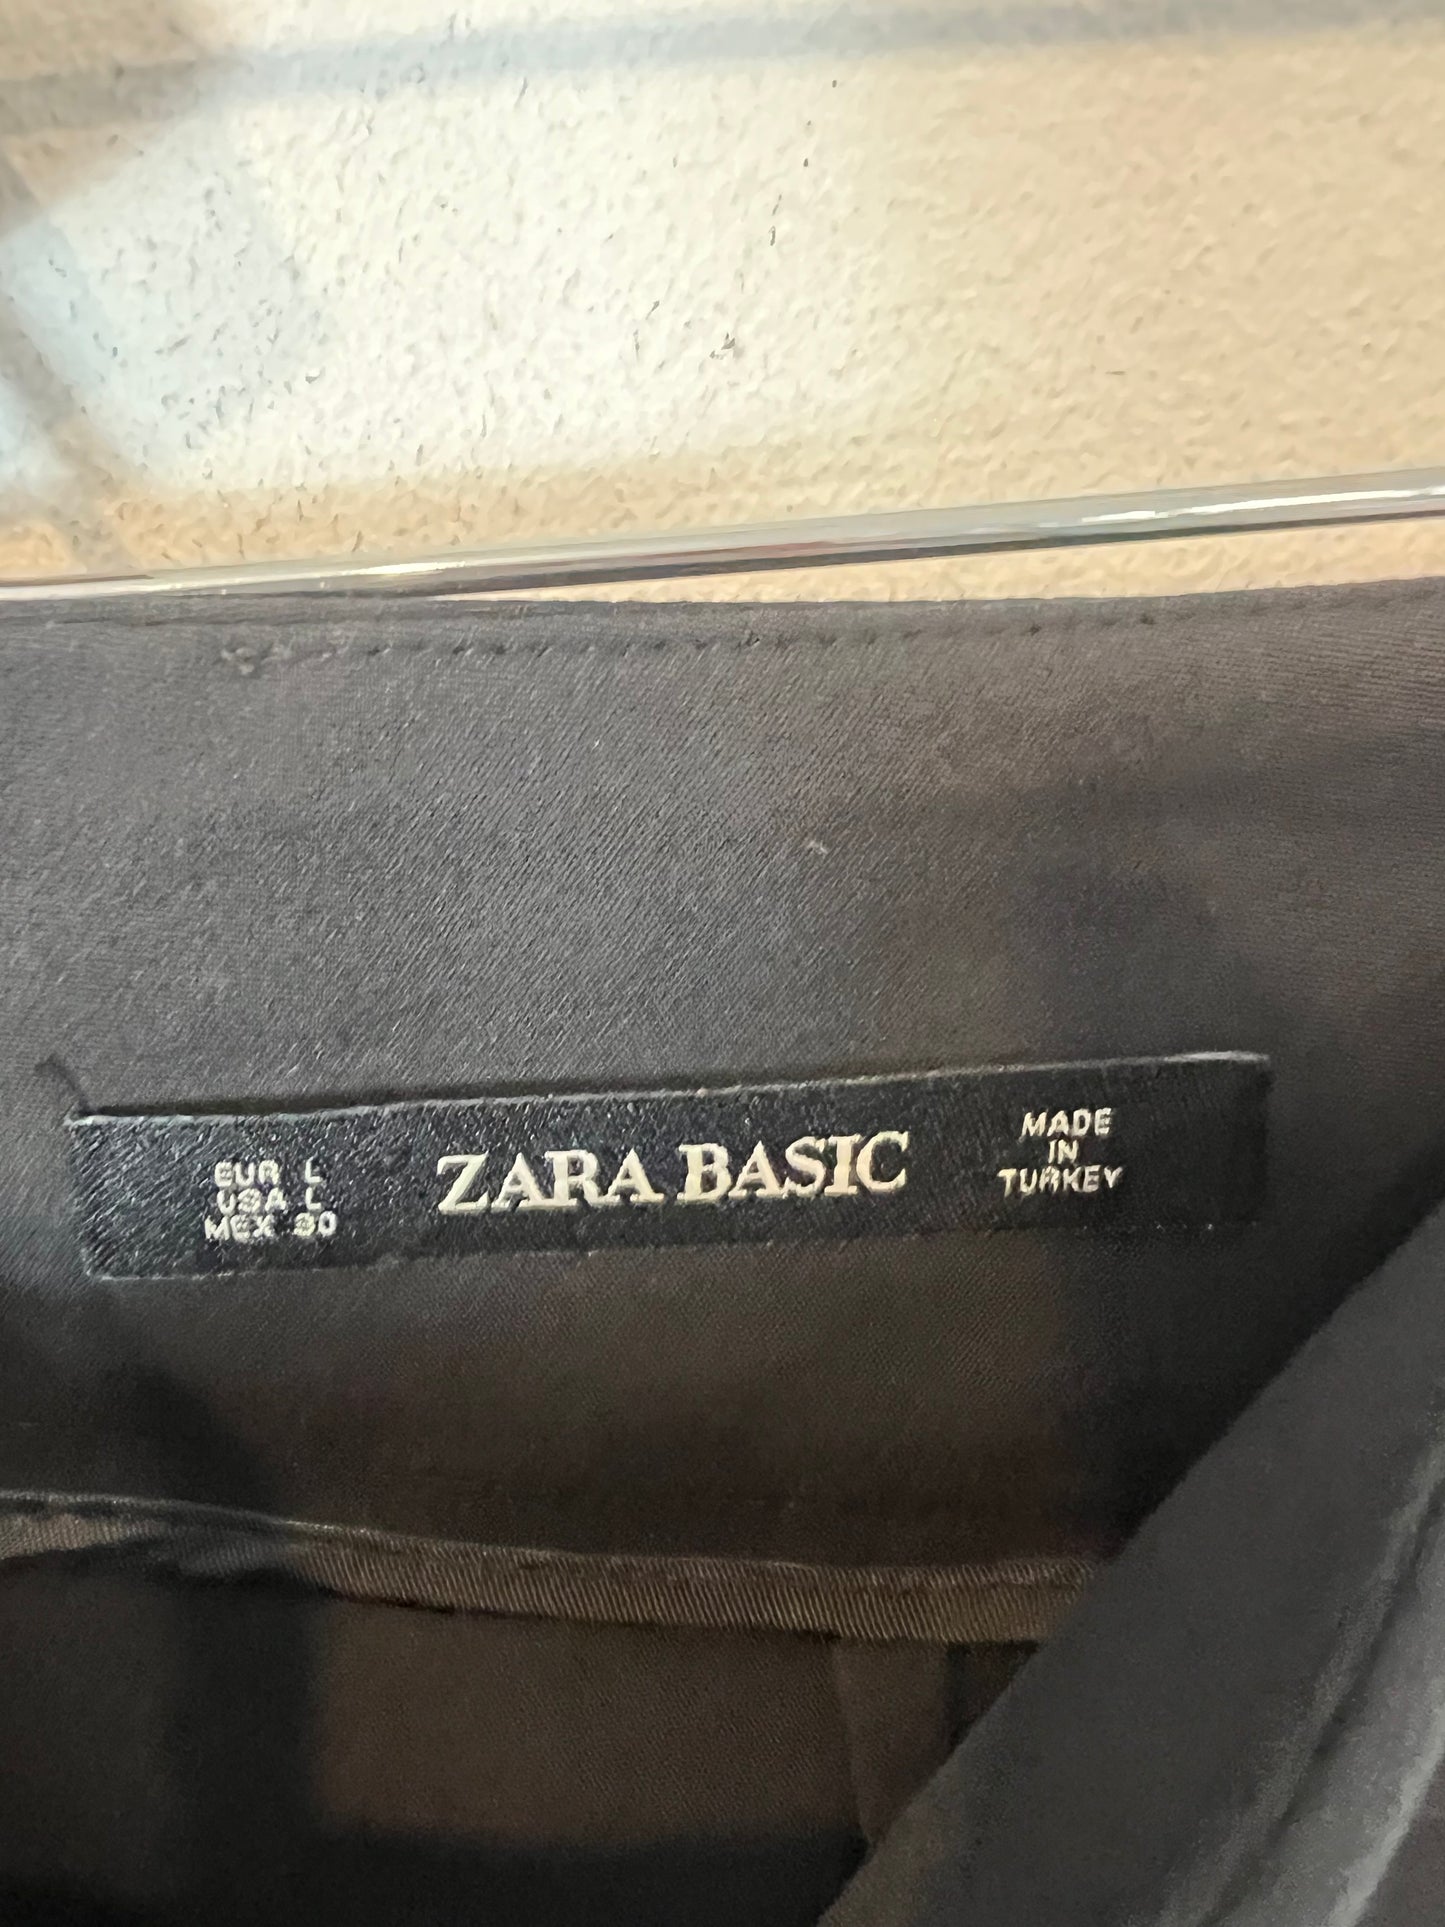 EUR L
USA L
MEX 30
ZARA BASIC
MADE
IN
TURKEY